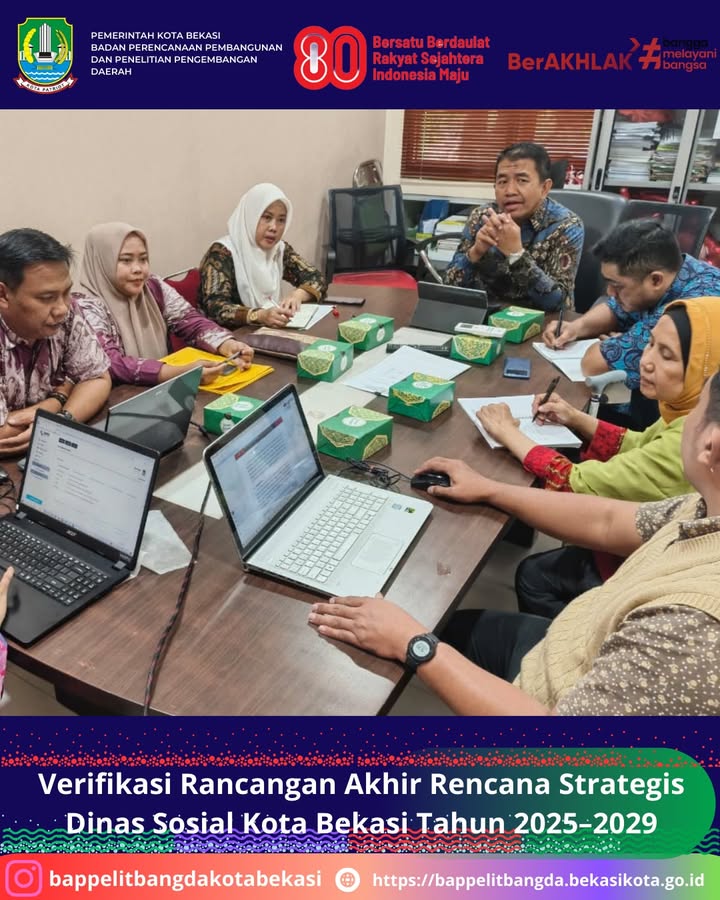 PEMERINTAH KOTA BEKASI
BADAN PERENCANAAN PEMBANGUNAN
DAN PENELITIAN PENGEMBANGAN
DAERAH
KOTA PATRIOT
80
Bersatu Berdaulat
Rakyat Sejahtera
Indonesia Maju
BerAKHLAK
#
bangga
melayani
bangsa
Verifikasi Rancangan Akhir Rencana Strategis
Dinas Sosial Kota Bekasi Tahun 2025–2029
bappelitbangdakotabekasi
https://bappelitbangda.bekasikota.go.id